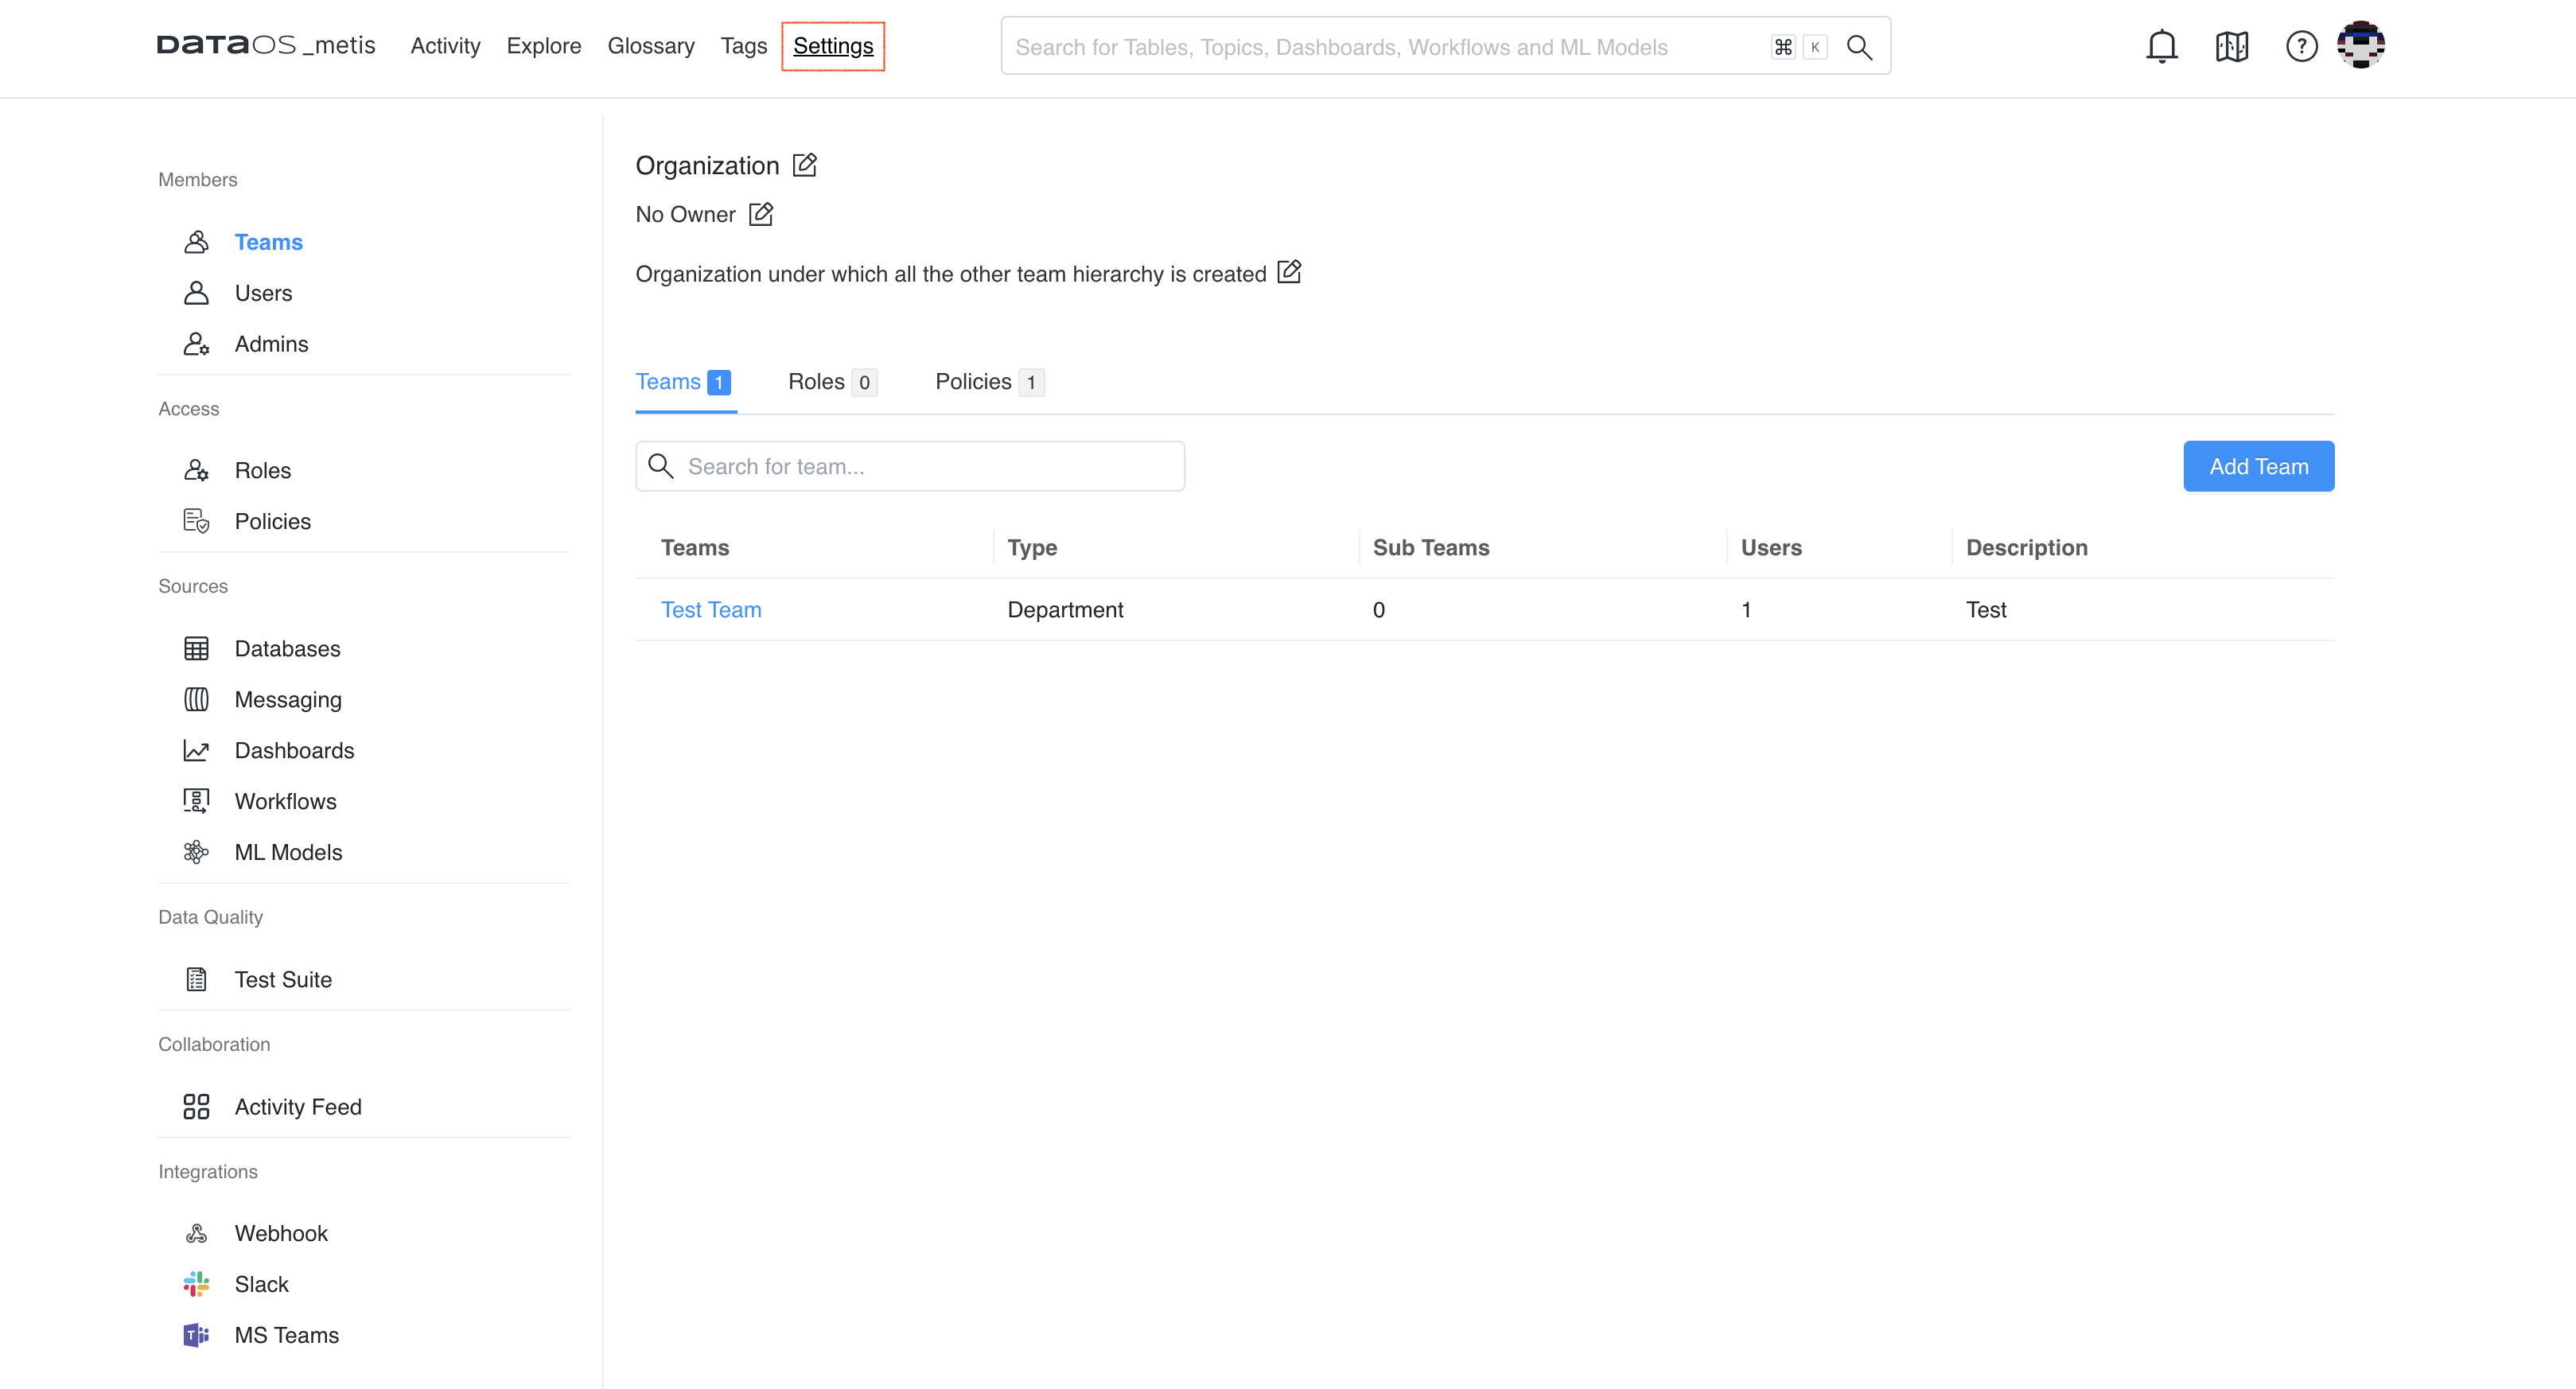 DATAOS _metis Activity Explore Glossary Tags Settings Search for Tables, Topics, Dashboards, Workflows and ML Models ⌘ K ?
Members
Teams
Users
Admins
Access
Roles
Policies
Sources
Databases
Messaging
Dashboards
Workflows
ML Models
Data Quality
Test Suite
Collaboration
Activity Feed
Integrations
Webhook
Slack
MS Teams
Organization
No Owner
Organization under which all the other team hierarchy is created
Teams 1 Roles 0 Policies 1
Search for team... Add Team
Teams Type Sub Teams Users Description
Test Team Department 0 1 Test